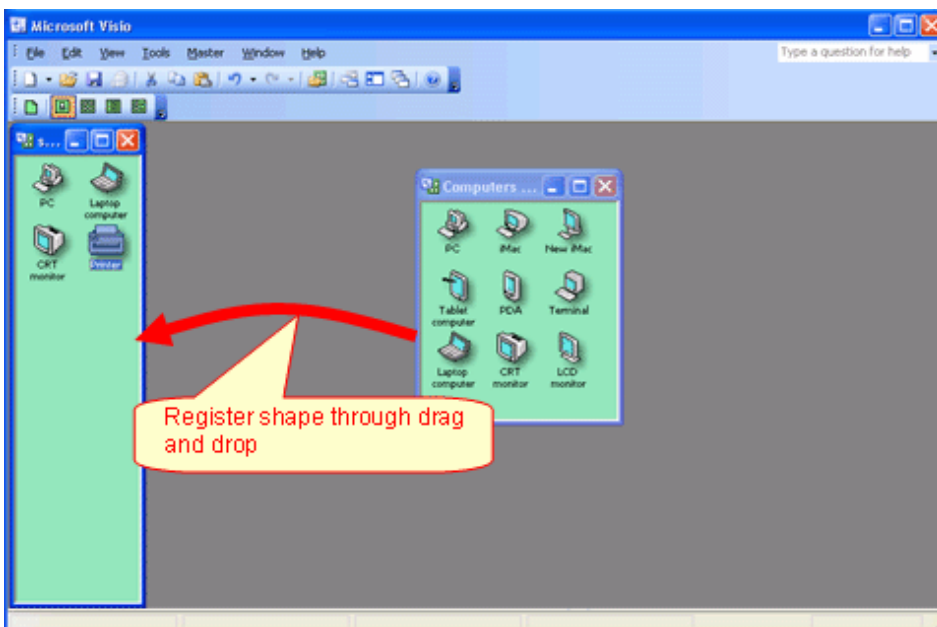 Microsoft Visio
File Edit View Tools Master Window Help
Type a question for help
s...
PC
Laptop
computer
CRT
monitor
Printer
Computers ...
PC iMac New iMac
Tablet
computer
PDA
Terminal
Laptop
computer
CRT
monitor
LCD
monitor
Register shape through drag
and drop